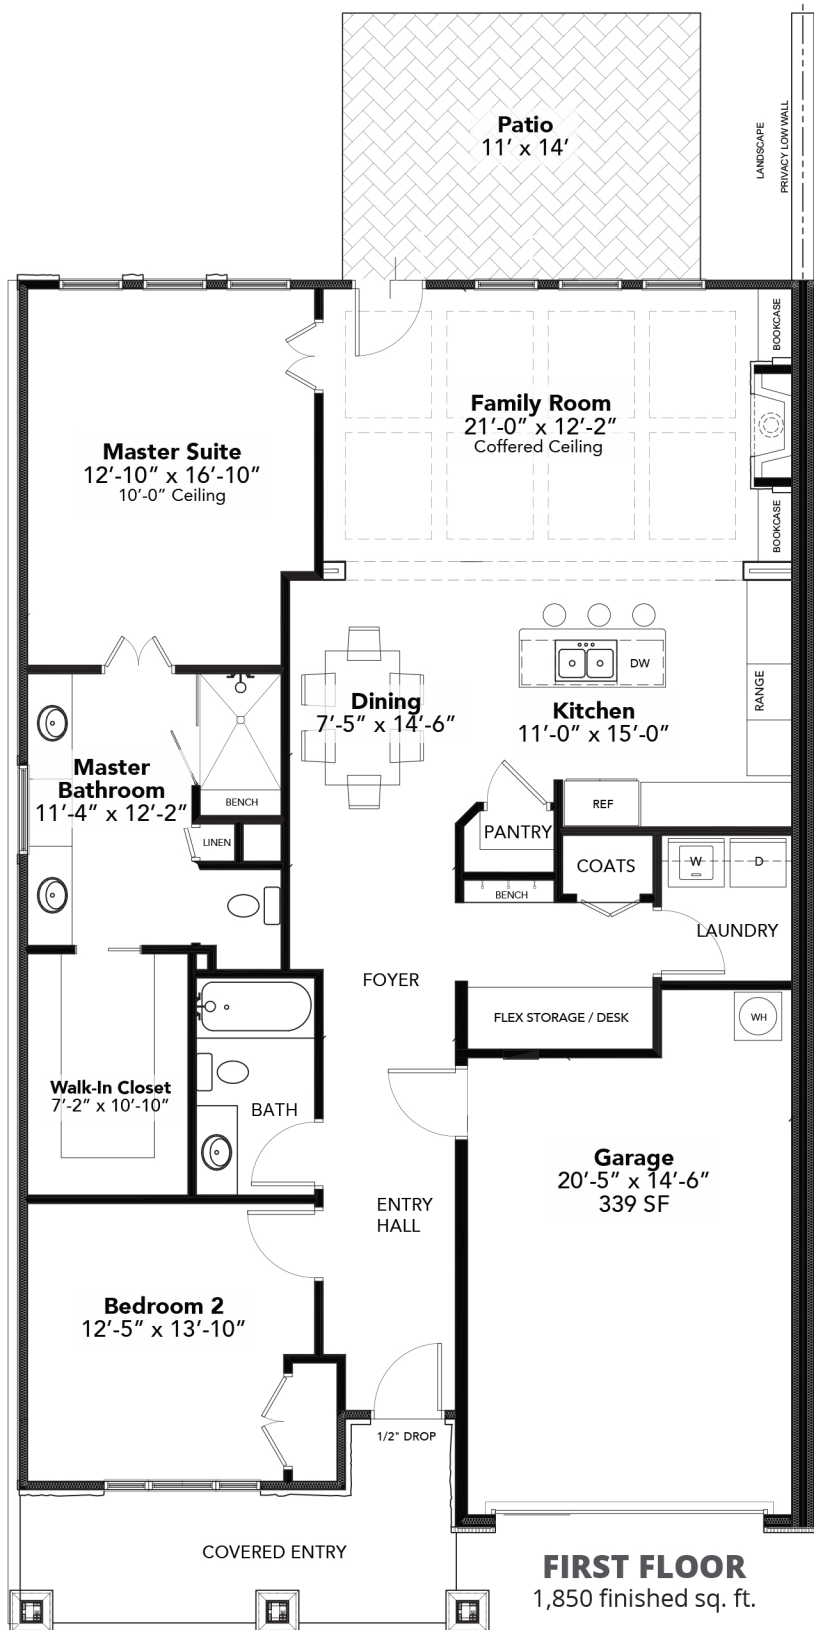 Patio
11' x 14'
LANDSCAPE
PRIVACY LOW WALL
BOOKCASE
Family Room
21'-0" x 12'-2"
Coffered Ceiling
Master Suite
12'-10" x 16'-10"
10'-0" Ceiling
BOOKCASE
DW
RANGE
Dining
7'-5" x 14'-6"
Kitchen
11'-0" x 15'-0"
Master
Bathroom
11'-4" x 12'-2"
BENCH
REF
PANTRY
LINEN
COATS
W
D
BENCH
LAUNDRY
FOYER
FLEX STORAGE / DESK
WH
Walk-In Closet
7'-2" x 10'-10"
BATH
Garage
20'-5" x 14'-6"
339 SF
ENTRY
HALL
Bedroom 2
12'-5" x 13'-10"
1/2" DROP
COVERED ENTRY
FIRST FLOOR
1,850 finished sq. ft.